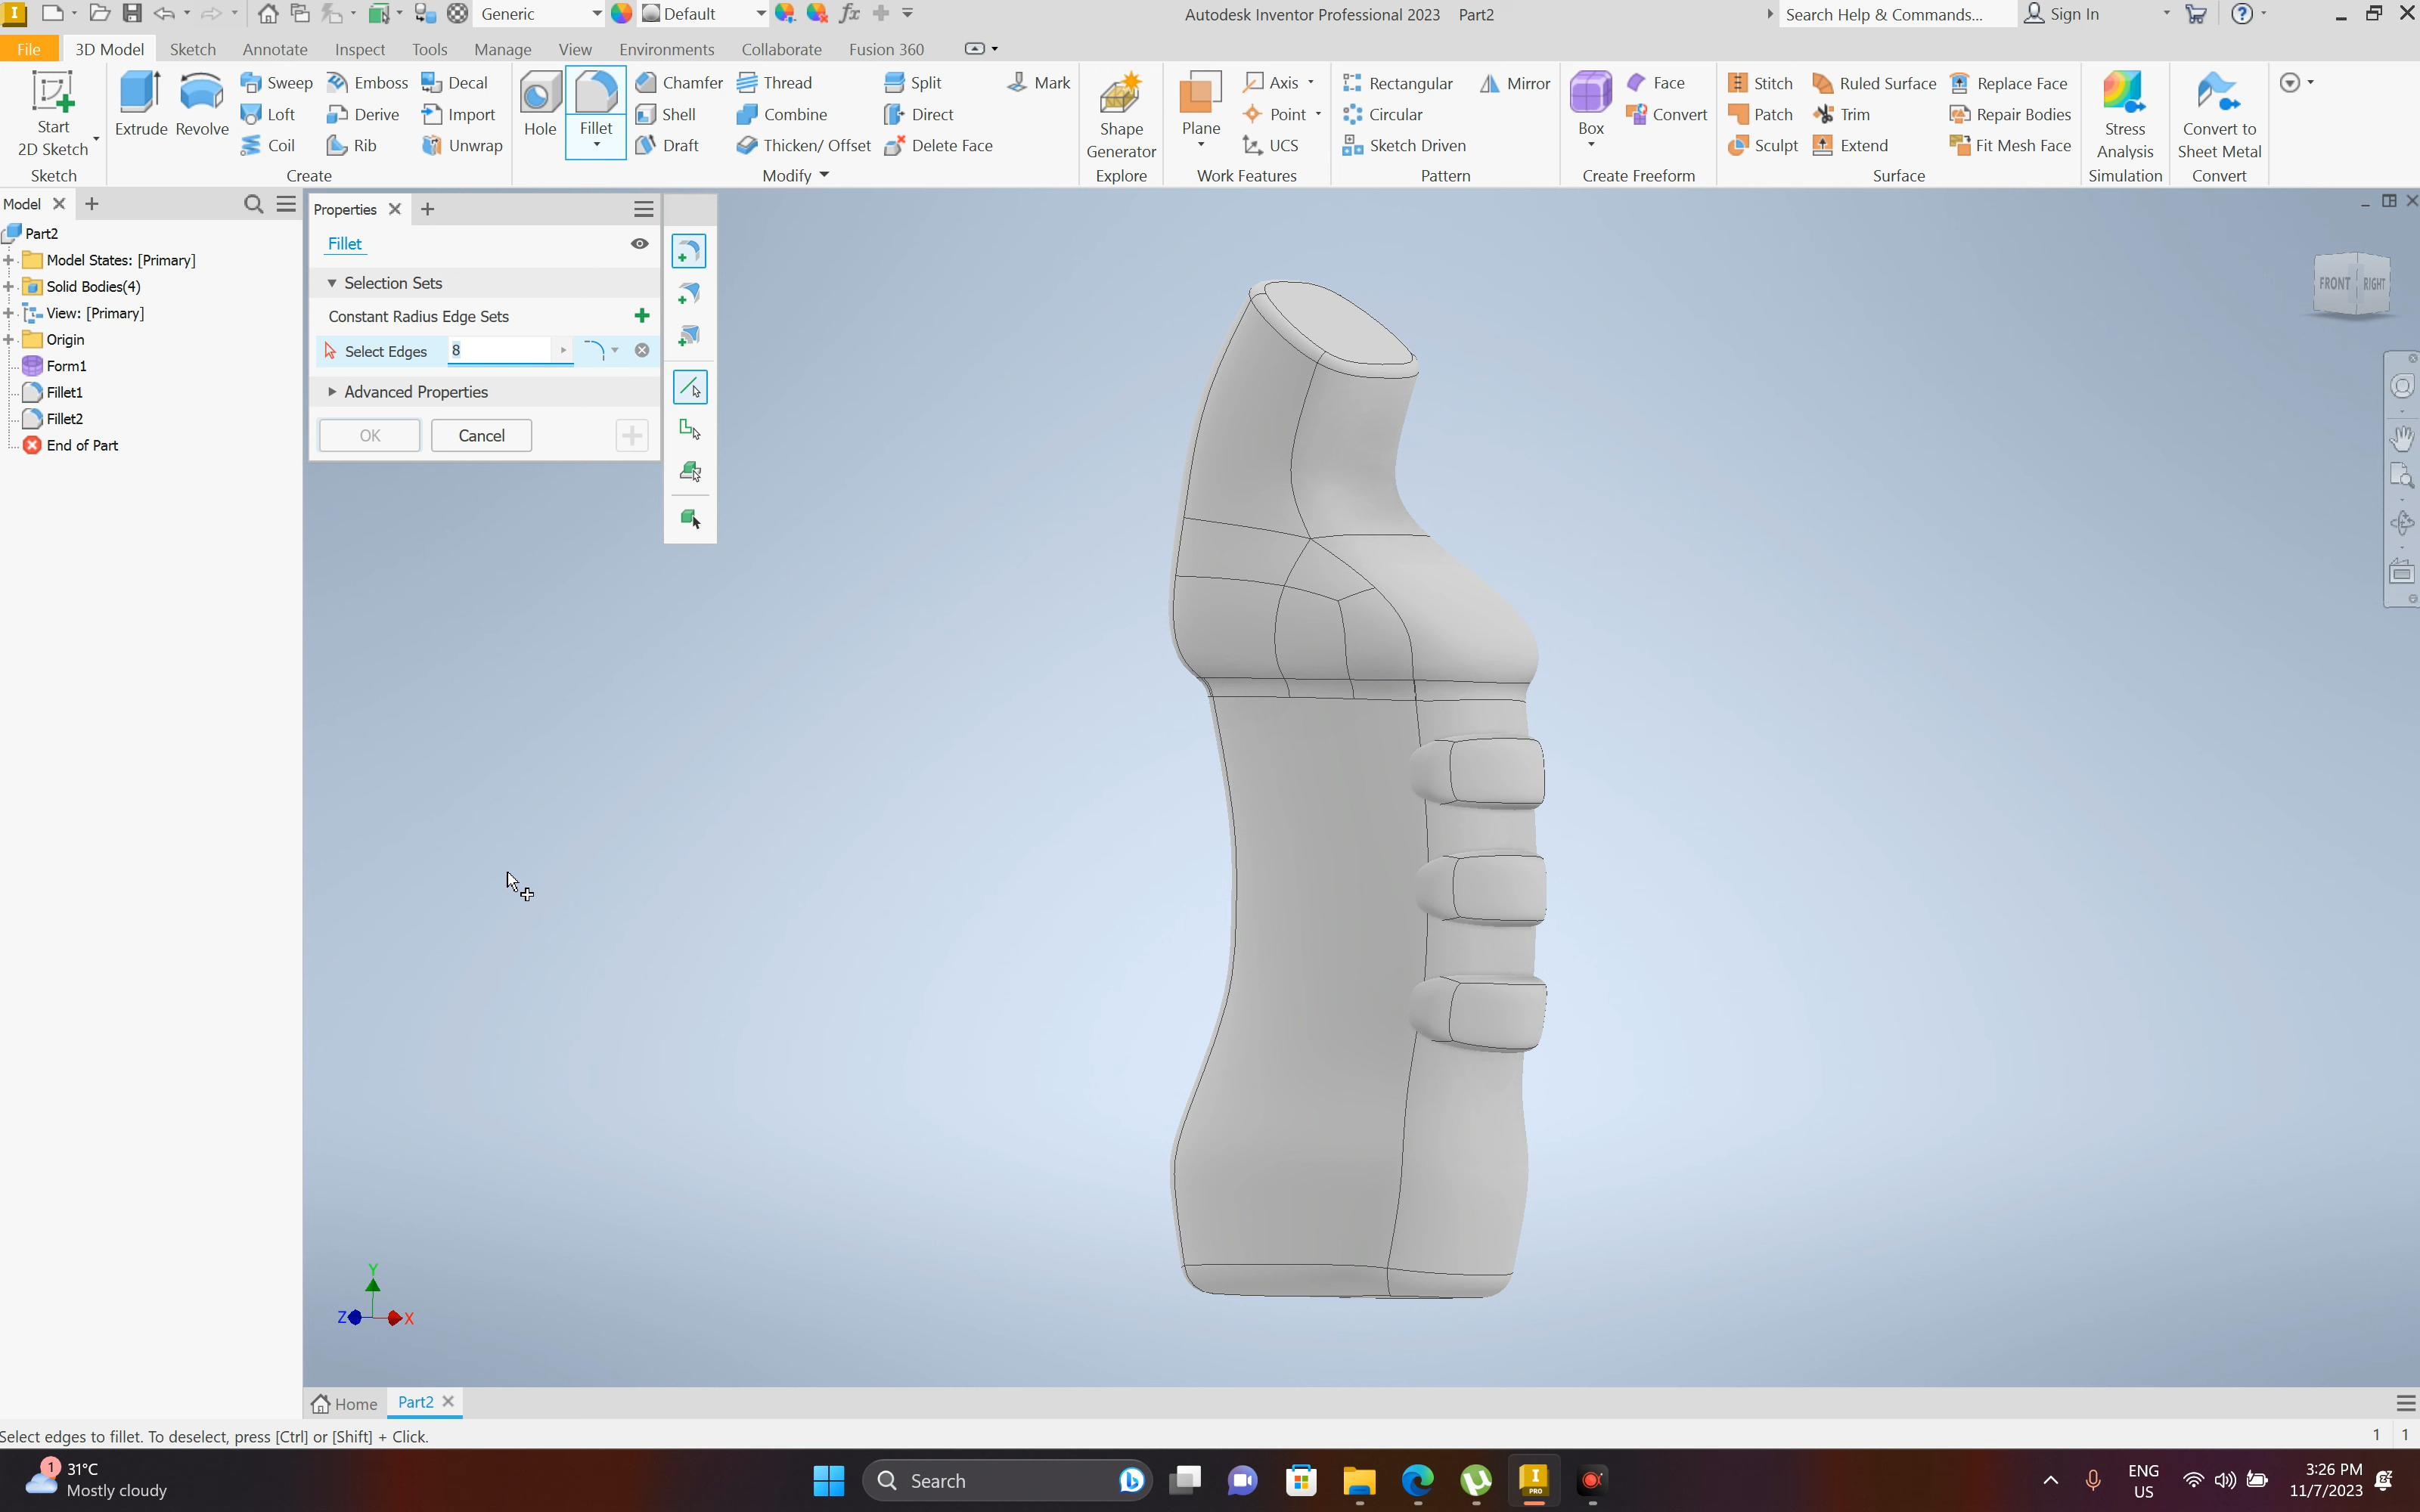 I Generic Default fx Autodesk Inventor Professional 2023 Part2 Search Help & Commands... Sign In ?
File 3D Model Sketch Annotate Inspect Tools Manage View Environments Collaborate Fusion 360
Start
2D Sketch
Sketch
Extrude Revolve
Sweep Emboss Decal
Loft Derive Import
Coil Rib Unwrap
Create
Hole Fillet
Chamfer Thread Split Mark
Shell Combine Direct
Draft Thicken/ Offset Delete Face
Modify
Shape
Generator
Explore
Plane
Axis
Point
UCS
Work Features
Rectangular Mirror
Circular
Sketch Driven
Pattern
Box
Face
Convert
Create Freeform
Stitch Ruled Surface Replace Face
Patch Trim Repair Bodies
Sculpt Extend Fit Mesh Face
Surface
Stress
Analysis
Simulation
Convert to
Sheet Metal
Convert
Model
Part2
Model States: [Primary]
Solid Bodies(4)
View: [Primary]
Origin
Form1
Fillet1
Fillet2
End of Part
Properties
Fillet
Selection Sets
Constant Radius Edge Sets
Select Edges 8
Advanced Properties
OK Cancel
FRONT RIGHT
Y
Z X
Home Part2
Select edges to fillet. To deselect, press [Ctrl] or [Shift] + Click.
1 1
1
31°C
Mostly cloudy
Search
I
PRO
ENG
US
3:26 PM
11/7/2023